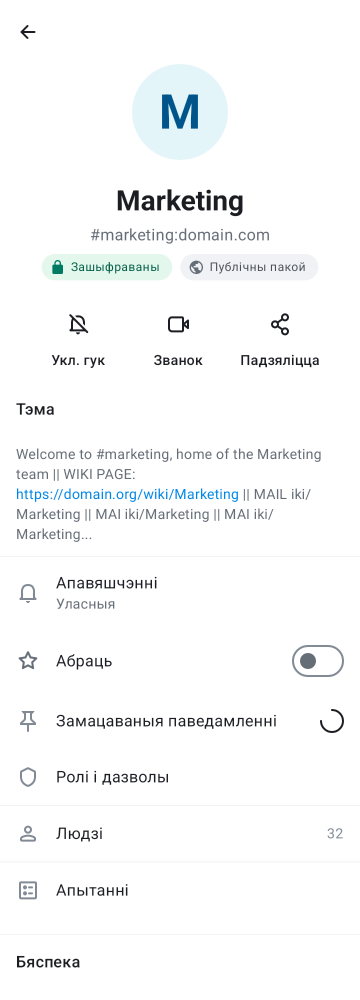 M
Marketing
#marketing:domain.com
Зашыфраваны
Публічны пакой
Укл. гук
Званок
Падзяліцца
Тэма
Welcome to #marketing, home of the Marketing
team || WIKI PAGE:
https://domain.org/wiki/Marketing || MAIL iki/
Marketing || MAI iki/Marketing || MAI iki/
Marketing...
Апавяшчэнні
Уласныя
Абраць
Замацаваныя паведамленні
Ролі і дазволы
Людзі 32
Апытанні
Бяспека